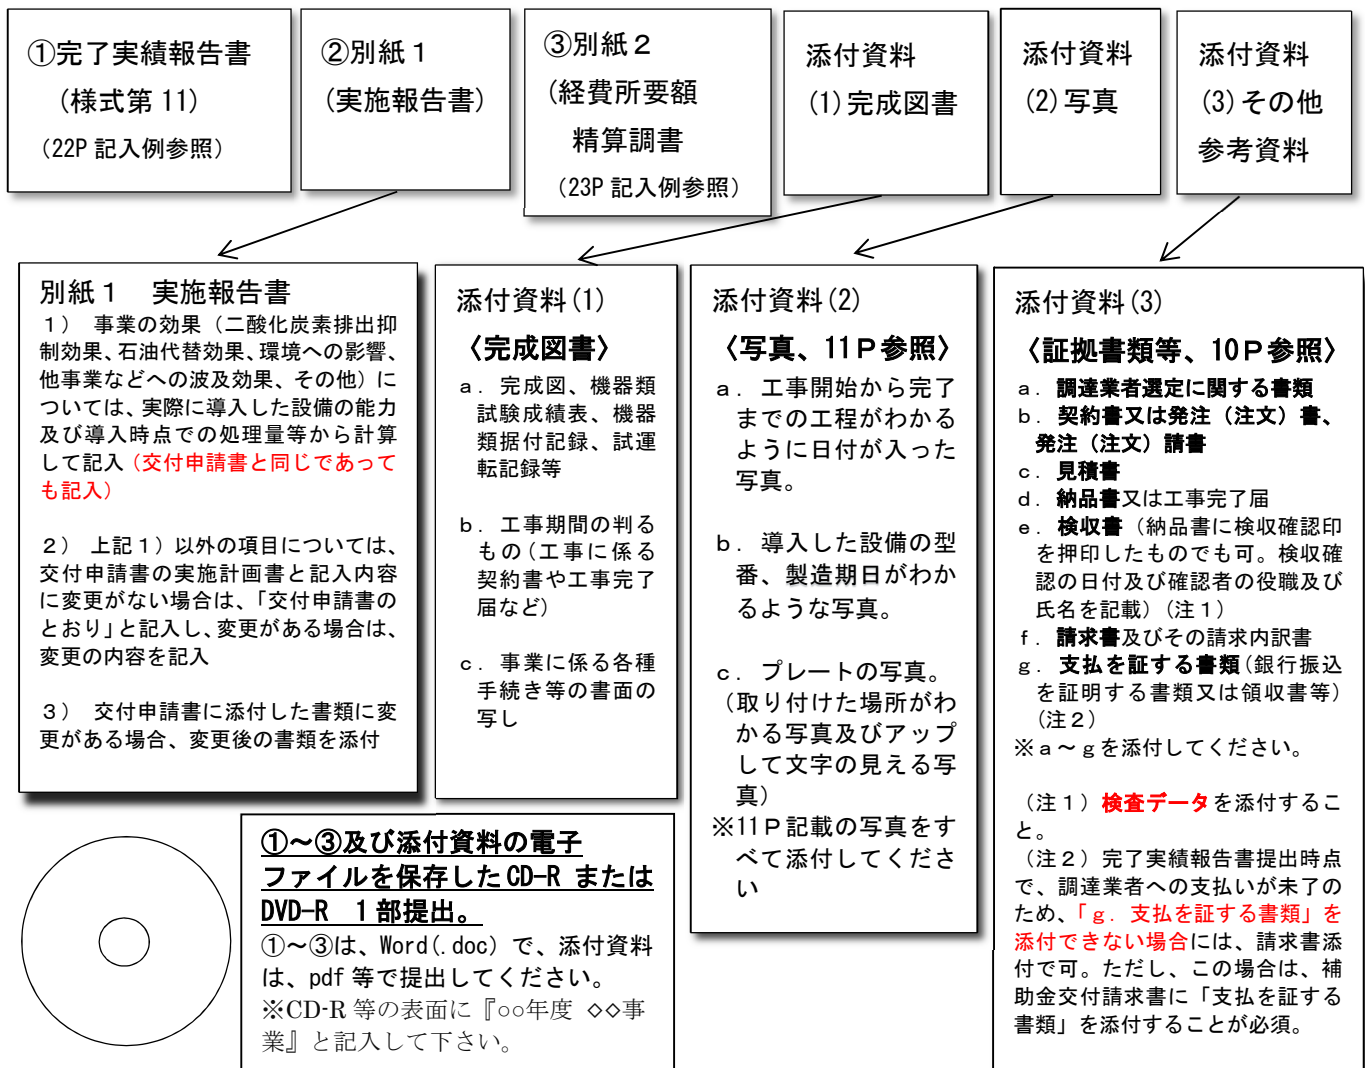 ①完了実績報告書
(様式第 11)
(22P 記入例参照)
②別紙１
(実施報告書)
③別紙２
(経費所要額
精算調書
(23P 記入例参照)
添付資料
(1)完成図書
添付資料
(2)写真
添付資料
(3)その他
参考資料
別紙１　実施報告書
１）　事業の効果（二酸化炭素排出抑
制効果、石油代替効果、環境への影響、
他事業などへの波及効果、その他）に
ついては、実際に導入した設備の能力
及び導入時点での処理量等から計算
して記入（交付申請書と同じであって
も記入）
２）　上記１）以外の項目については、
交付申請書の実施計画書と記入内容
に変更がない場合は、「交付申請書の
とおり」と記入し、変更がある場合は、
変更の内容を記入
３）　交付申請書に添付した書類に変
更がある場合、変更後の書類を添付
添付資料(1)
〈完成図書〉
ａ．完成図、機器類
試験成績表、機器
類据付記録、試運
転記録等
ｂ．工事期間の判る
もの(工事に係る
契約書や工事完了
届など)
ｃ．事業に係る各種
手続き等の書面の
写し
添付資料(2)
〈写真、11Ｐ参照〉
ａ．工事開始から完了
までの工程がわかる
ように日付が入った
写真。
ｂ．導入した設備の型
番、製造期日がわか
るような写真。
ｃ．プレートの写真。
(取り付けた場所がわ
かる写真及びアップ
して文字の見える写
真)
※11Ｐ記載の写真をす
べて添付してくださ
い
添付資料(3)
〈証拠書類等、10Ｐ参照〉
ａ．調達業者選定に関する書類
ｂ．契約書又は発注（注文）書、
発注（注文）請書
ｃ．見積書
ｄ．納品書又は工事完了届
ｅ．検収書（納品書に検収確認印
を押印したものでも可。検収確
認の日付及び確認者の役職及び
氏名を記載）(注１)
ｆ．請求書及びその請求内訳書
ｇ．支払を証する書類(銀行振込
を証明する書類又は領収書等)
（注２）
※ａ～ｇを添付してください。
（注１）検査データを添付するこ
と。
（注２）完了実績報告書提出時点
で、調達業者への支払いが未了の
ため、「ｇ．支払を証する書類」を
添付できない場合には、請求書添
付で可。ただし、この場合は、補
助金交付請求書に「支払を証する
書類」を添付することが必須。
①～③及び添付資料の電子
ファイルを保存したCD-R または
DVD-R　１部提出。
①～③は、Word(.doc) で、添付資料
は、pdf 等で提出してください。
※CD-R 等の表面に『○○年度 ◇◇事
業』と記入して下さい。